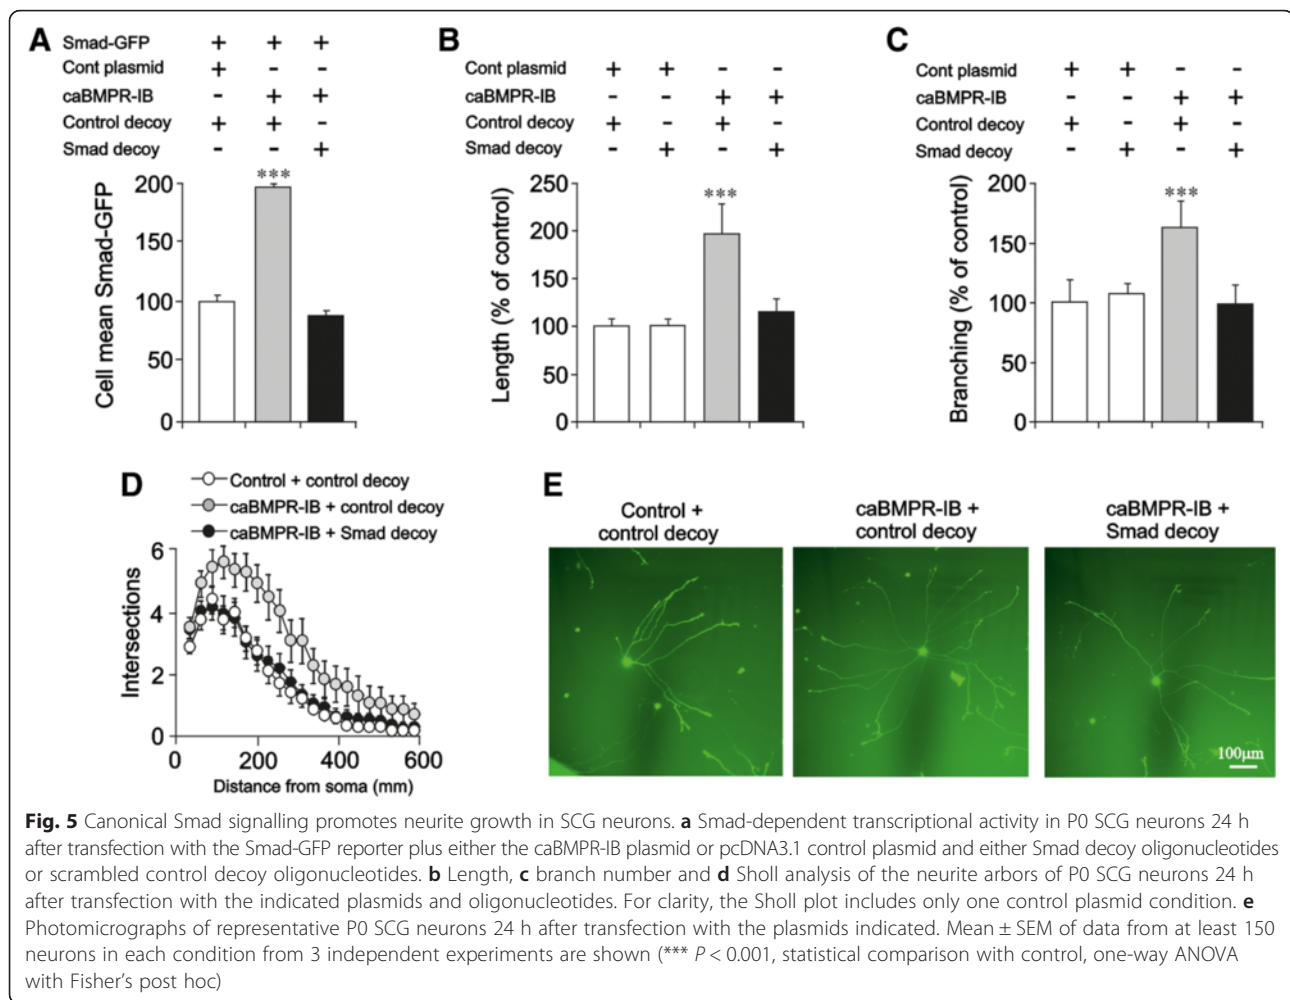 A
Smad-GFP + + +
Cont plasmid + - -
caBMPR-IB - + +
Control decoy + + -
Smad decoy - - +
Cell mean Smad-GFP
200
150
100
50
0
***
B
Cont plasmid + + - -
caBMPR-IB - - + +
Control decoy + - + -
Smad decoy - + - +
Length (% of control)
250
200
150
100
50
0
***
C
Cont plasmid + + - -
caBMPR-IB - - + +
Control decoy + - + -
Smad decoy - + - +
Branching (% of control)
200
150
100
50
0
***
D
Control + control decoy
caBMPR-IB + control decoy
caBMPR-IB + Smad decoy
Intersections
6
4
2
0
0 200 400 600
Distance from soma (mm)
E
Control +
control decoy
caBMPR-IB +
control decoy
caBMPR-IB +
Smad decoy
100μm
Fig. 5 Canonical Smad signalling promotes neurite growth in SCG neurons. a Smad-dependent transcriptional activity in P0 SCG neurons 24 h
after transfection with the Smad-GFP reporter plus either the caBMPR-IB plasmid or pcDNA3.1 control plasmid and either Smad decoy oligonucleotides
or scrambled control decoy oligonucleotides. b Length, c branch number and d Sholl analysis of the neurite arbors of P0 SCG neurons 24 h
after transfection with the indicated plasmids and oligonucleotides. For clarity, the Sholl plot includes only one control plasmid condition. e
Photomicrographs of representative P0 SCG neurons 24 h after transfection with the plasmids indicated. Mean ± SEM of data from at least 150
neurons in each condition from 3 independent experiments are shown (*** P < 0.001, statistical comparison with control, one-way ANOVA
with Fisher's post hoc)